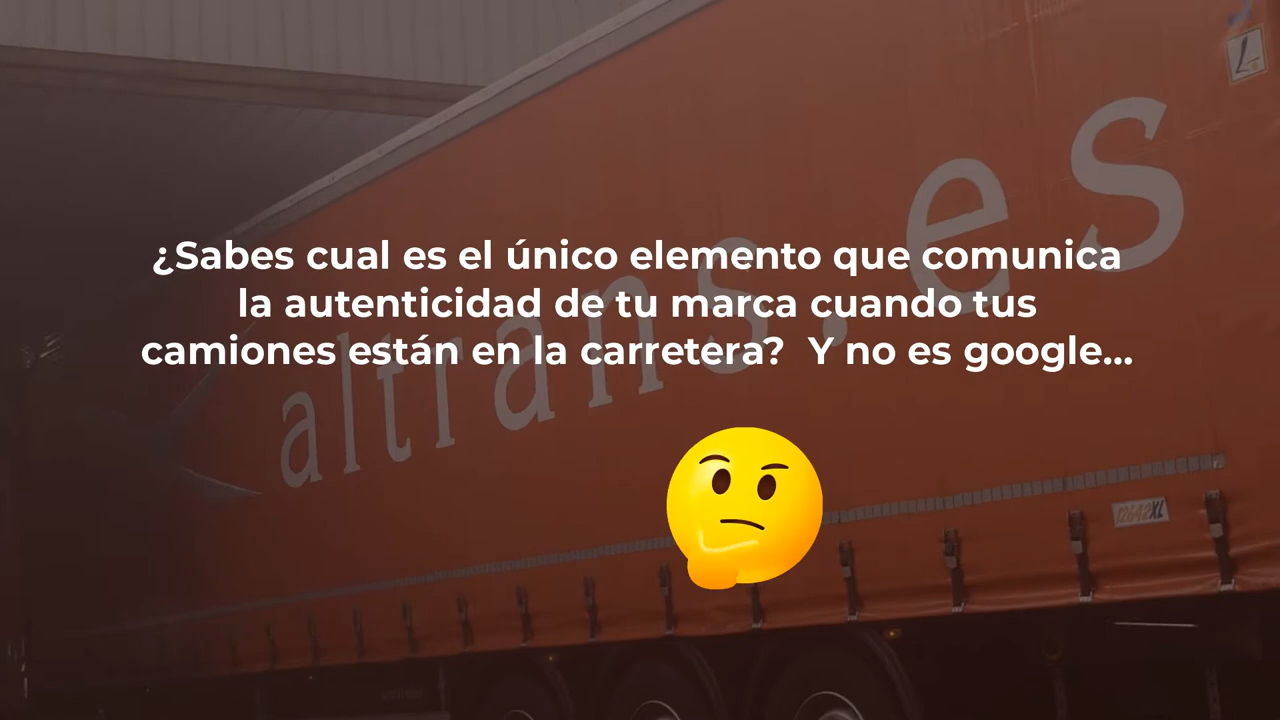 ¿Sabes cual es el único elemento que comunica
la autenticidad de tu marca cuando tus
camiones están en la carretera?  Y no es google...
altrans.es
L
12642XL